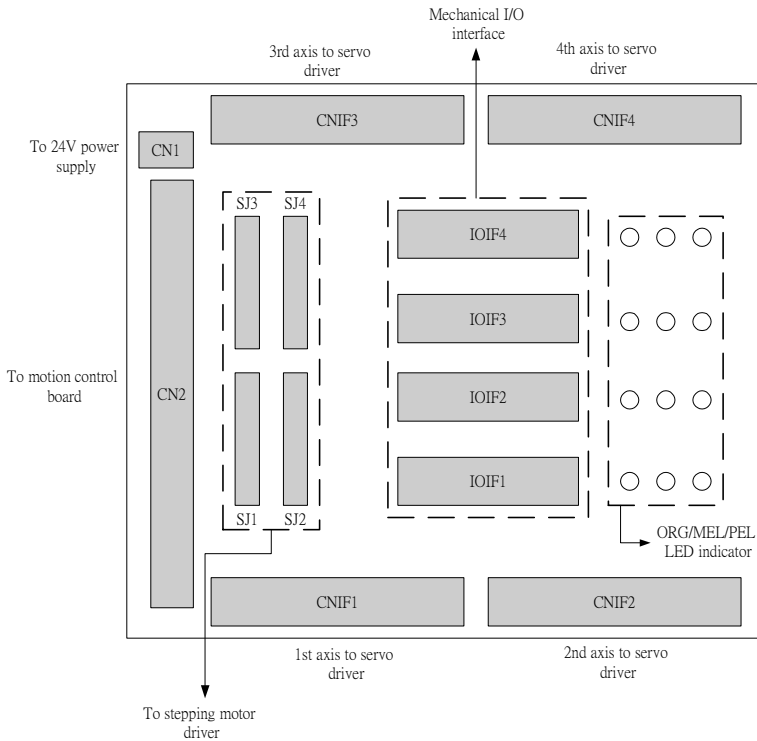 Mechanical I/O
interface
3rd axis to servo
driver
4th axis to servo
driver
CNIF3
CNIF4
To 24V power
supply
CN1
SJ3
SJ4
IOIF4
IOIF3
To motion control
board
CN2
IOIF2
IOIF1
SJ1
SJ2
ORG/MEL/PEL
LED indicator
CNIF1
CNIF2
1st axis to servo
driver
2nd axis to servo
driver
To stepping motor
driver